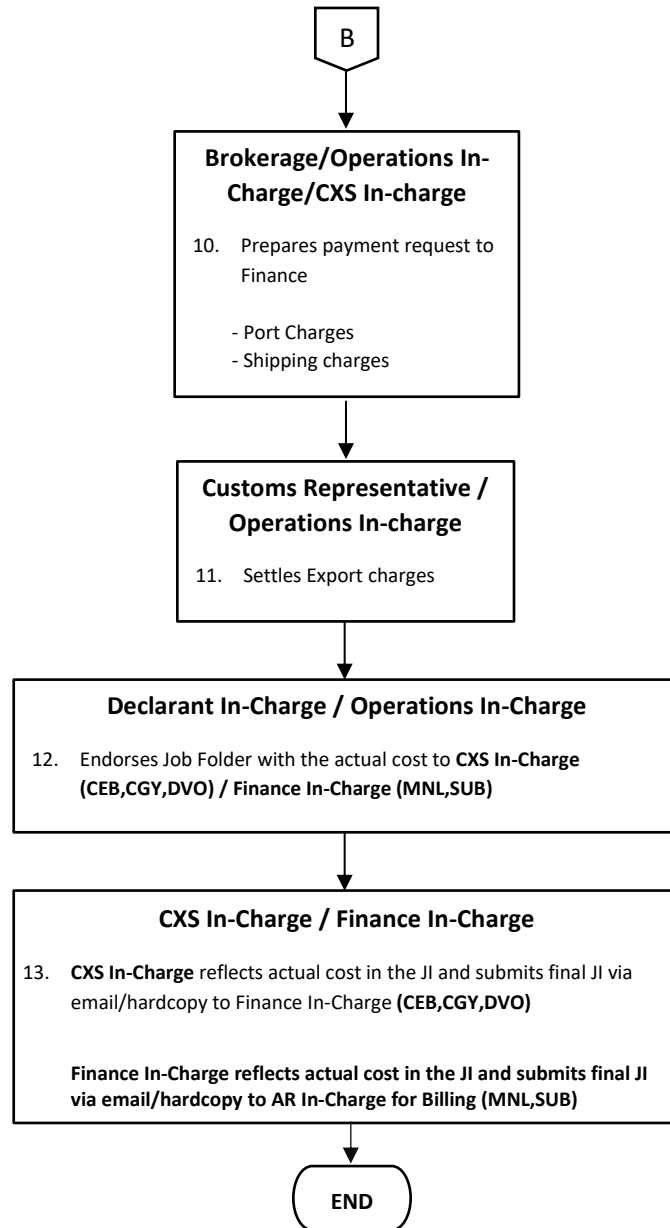 B
Brokerage/Operations In-
Charge/CXS In-charge
10. Prepares payment request to
Finance
- Port Charges
- Shipping charges
Customs Representative /
Operations In-charge
11. Settles Export charges
Declarant In-Charge / Operations In-Charge
12. Endorses Job Folder with the actual cost to CXS In-Charge
(CEB,CGY,DVO) / Finance In-Charge (MNL,SUB)
CXS In-Charge / Finance In-Charge
13. CXS In-Charge reflects actual cost in the JI and submits final JI via
email/hardcopy to Finance In-Charge (CEB,CGY,DVO)
Finance In-Charge reflects actual cost in the JI and submits final JI
via email/hardcopy to AR In-Charge for Billing (MNL,SUB)
END